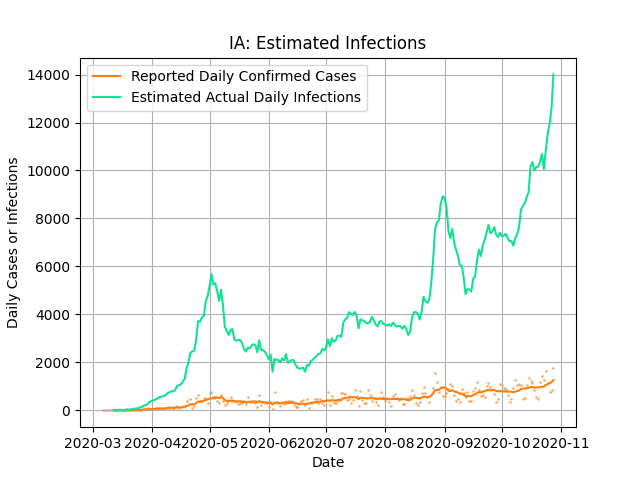 IA: Estimated Infections
Reported Daily Confirmed Cases
Estimated Actual Daily Infections
Daily Cases or Infections
14000
12000
10000
8000
6000
4000
2000
0
2020-03 2020-04 2020-05 2020-06 2020-07 2020-08 2020-09 2020-10 2020-11
Date